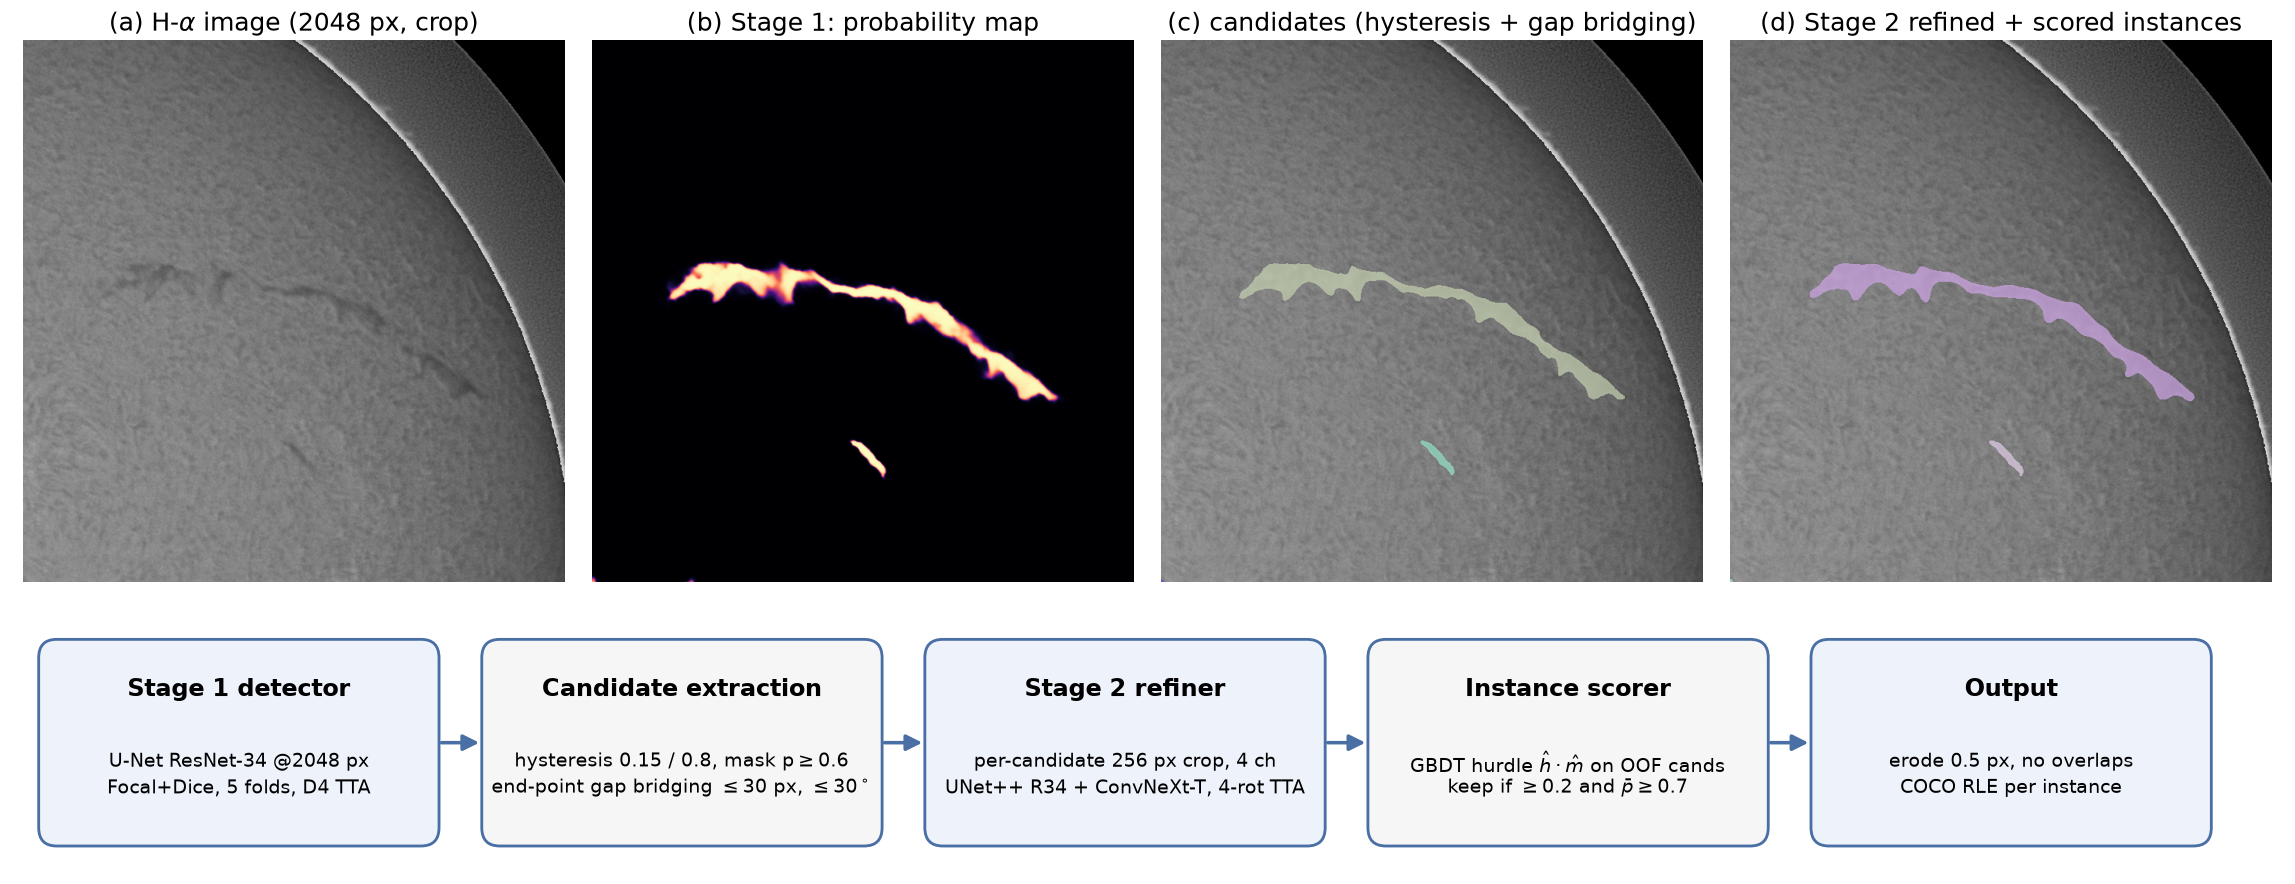 (a) H-α image (2048 px, crop)
(b) Stage 1: probability map
(c) candidates (hysteresis + gap bridging)
(d) Stage 2 refined + scored instances
Stage 1 detector
U-Net ResNet-34 @2048 px
Focal+Dice, 5 folds, D4 TTA
Candidate extraction
hysteresis 0.15 / 0.8, mask p ≥ 0.6
end-point gap bridging ≤30 px, ≤30°
Stage 2 refiner
per-candidate 256 px crop, 4 ch
UNet++ R34 + ConvNeXt-T, 4-rot TTA
Instance scorer
GBDT hurdle ĥ · m̂ on OOF cands
keep if ≥0.2 and p̄ ≥ 0.7
Output
erode 0.5 px, no overlaps
COCO RLE per instance